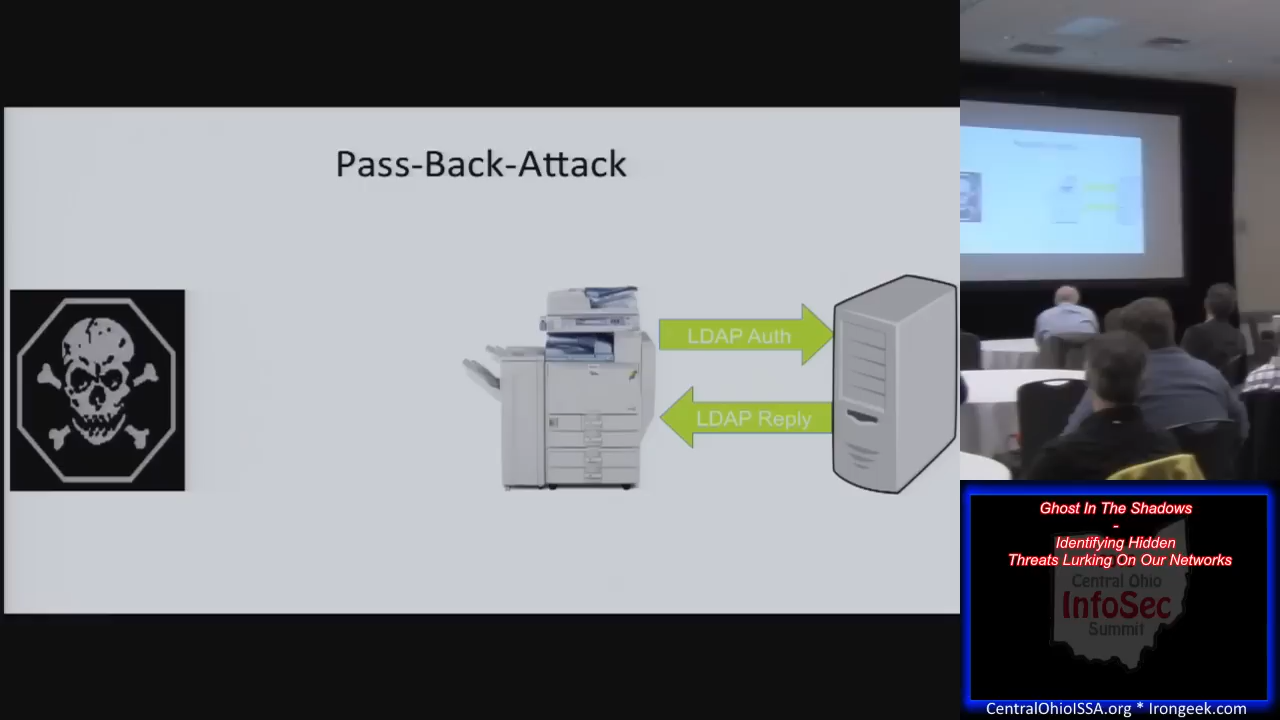 Pass-Back-Attack
LDAP Auth
LDAP Reply
Ghost In The Shadows
-
Identifying Hidden
Threats Lurking On Our Networks
Central Ohio
InfoSec
Summit
CentralOhioISSA.org * Irongeek.com